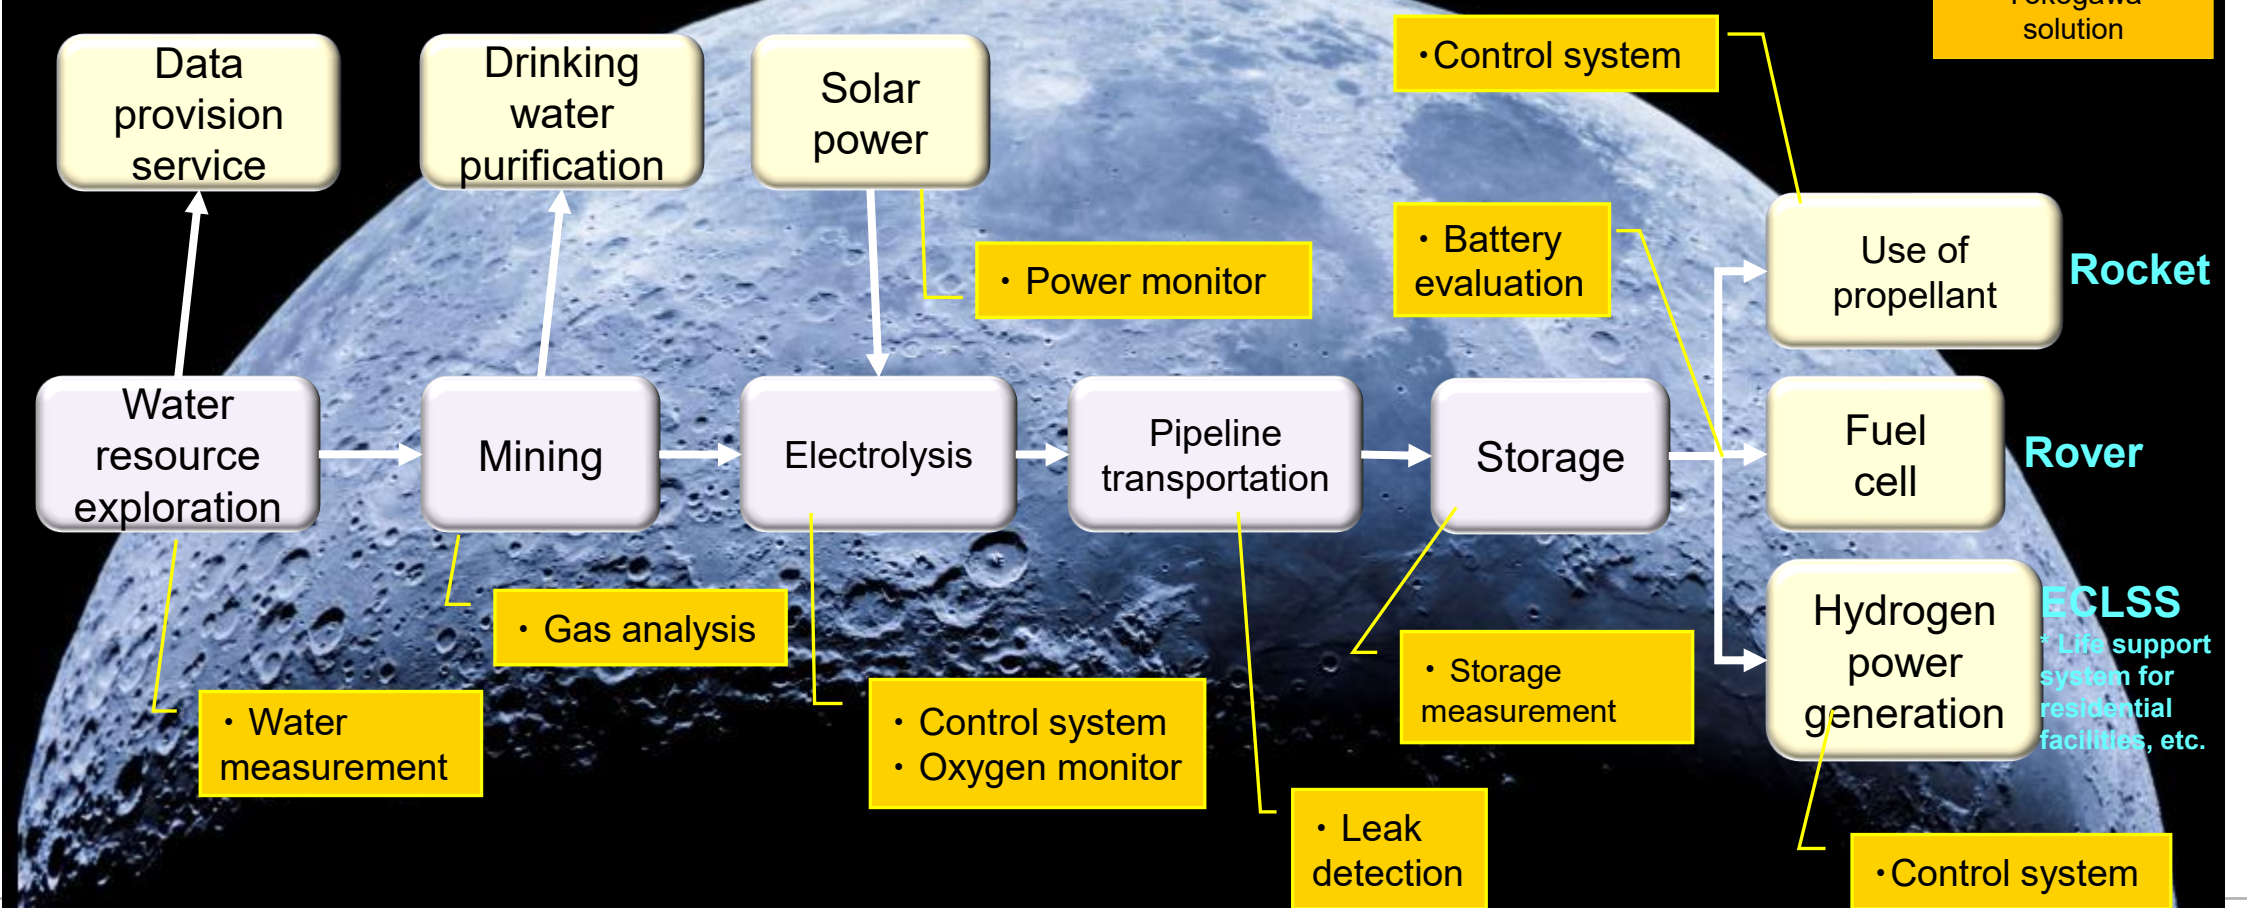 Yokogawa
solution
・Control system
Data
provision
service
Drinking
water
purification
Solar
power
・ Power monitor
・ Battery
evaluation
Use of
propellant
Rocket
Water
resource
exploration
Mining
Electrolysis
Pipeline
transportation
Storage
Fuel
cell
Rover
Hydrogen
power
generation
ECLSS
* Life support
system for
residential
facilities, etc.
・ Gas analysis
・ Water
measurement
・ Control system
・ Oxygen monitor
・ Storage
measurement
・ Leak
detection
・Control system